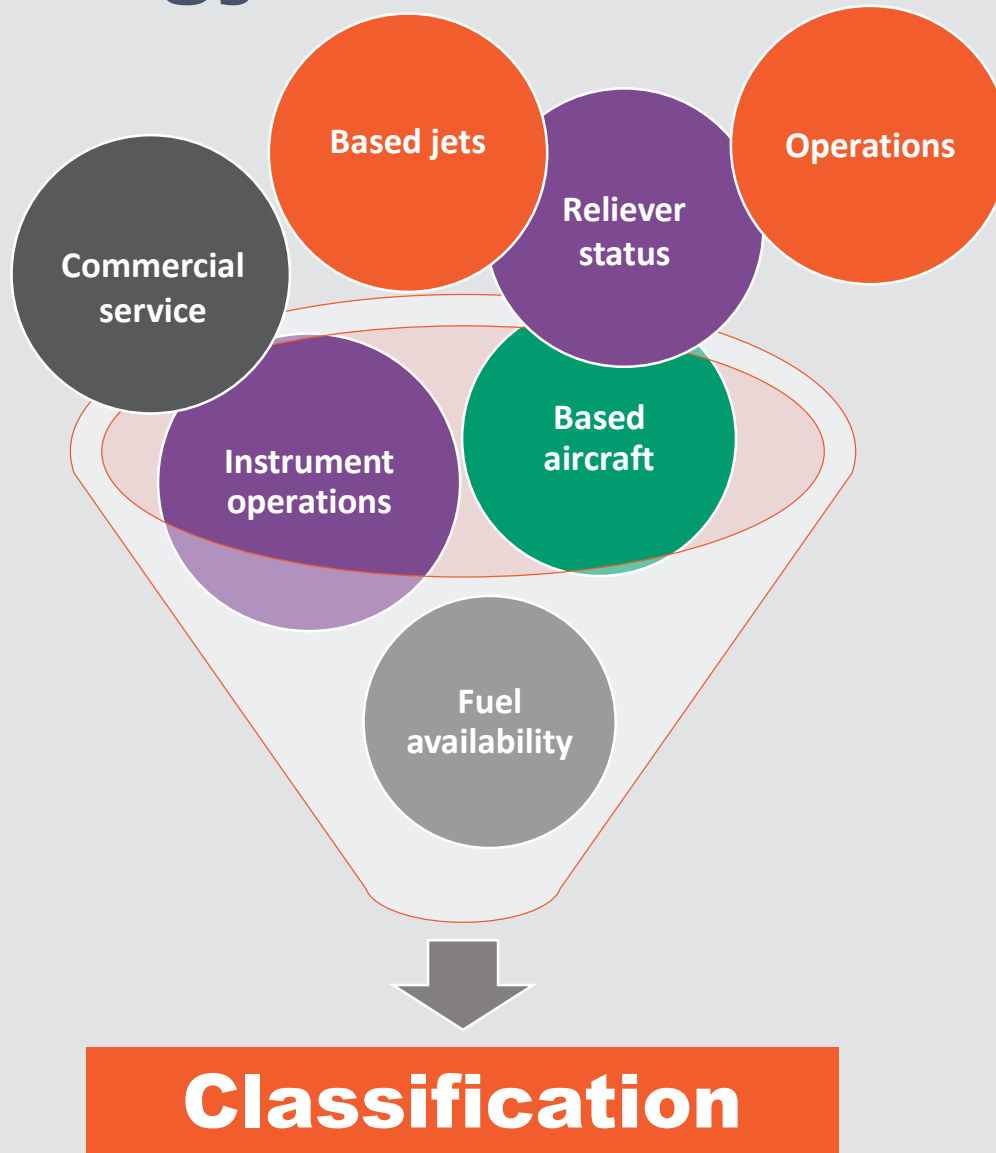 Based jets
Operations
Reliever
status
Commercial
service
Based
aircraft
Instrument
operations
Fuel
availability
Classification